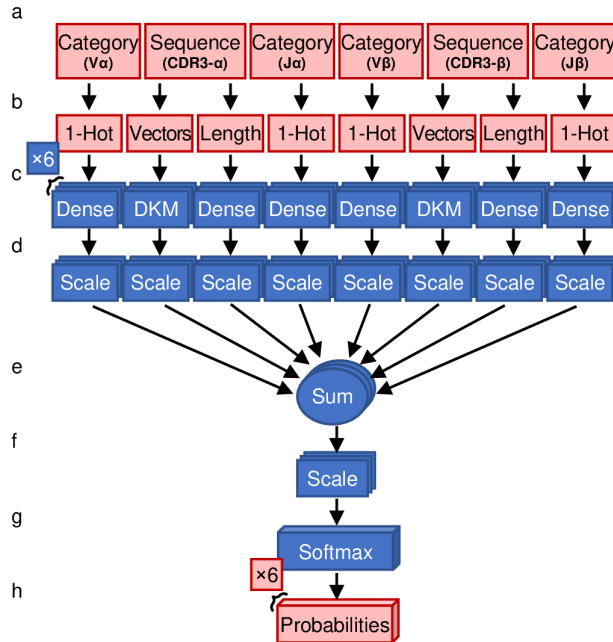 a
Category Sequence Category Category Sequence Category
(Vα) (CDR3-α) (Jα) (Vβ) (CDR3-β) (Jβ)
b
1-Hot Vectors Length 1-Hot 1-Hot Vectors Length 1-Hot
×6
c
Dense DKM Dense Dense Dense DKM Dense Dense
d
Scale Scale Scale Scale Scale Scale Scale Scale
e
Sum
f
Scale
g
Softmax
×6
h
Probabilities